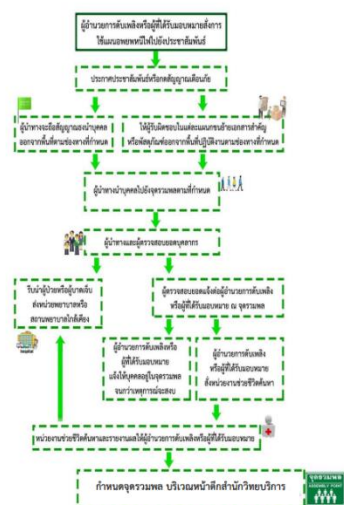 ผู้อำนวยการดับเพลิงหรือผู้ที่ได้รับมอบหมายสั่งการ
ใช้แผนอพยพหนีไฟไปยังประชาสัมพันธ์
ประกาศประชาสัมพันธ์หรือกดสัญญาณเตือนภัย
ผู้นำทางจะถือสัญญาณธงนำบุคคล
ออกจากพื้นที่ตามช่องทางที่กำหนด
ให้ผู้รับผิดชอบในแต่ละแผนกขนย้ายเอกสารสำคัญ
หรือพัสดุภัณฑ์ออกจากพื้นที่ปฏิบัติงานตามช่องทางที่กำหนด
ผู้นำทางนำบุคคลไปยังจุดรวมพลตามที่กำหนด
ผู้นำทางและผู้ตรวจสอบยอดบุคลากร
รีบนำผู้ป่วยหรือผู้บาดเจ็บ
ส่งหน่วยพยาบาลหรือ
สถานพยาบาลใกล้เคียง
ผู้ตรวจสอบยอดแจ้งต่อผู้อำนวยการดับเพลิง
หรือผู้ที่ได้รับมอบหมาย ณ จุดรวมพล
ผู้อำนวยการดับเพลิงหรือ
ผู้ที่ได้รับมอบหมาย
แจ้งให้บุคคลอยู่ในจุดรวมพล
จนกว่าเหตุการณ์จะสงบ
ผู้อำนวยการดับเพลิง
หรือผู้ที่ได้รับมอบหมาย
สั่งหน่วยงานช่วยชีวิตค้นหา
หน่วยงานช่วยชีวิตค้นหาและรายงานผลให้ผู้อำนวยการดับเพลิงหรือผู้ที่ได้รับมอบหมาย
กำหนดจุดรวมพล บริเวณหน้าตึกสำนักวิทยบริการ
จุดรวมพล
ASSEMBLY POINT